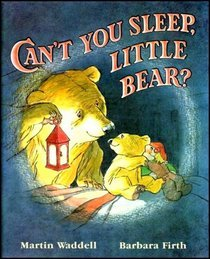 CAN'T YOU SLEEP,
LITTLE
BEAR?
Martin Waddell Barbara Firth